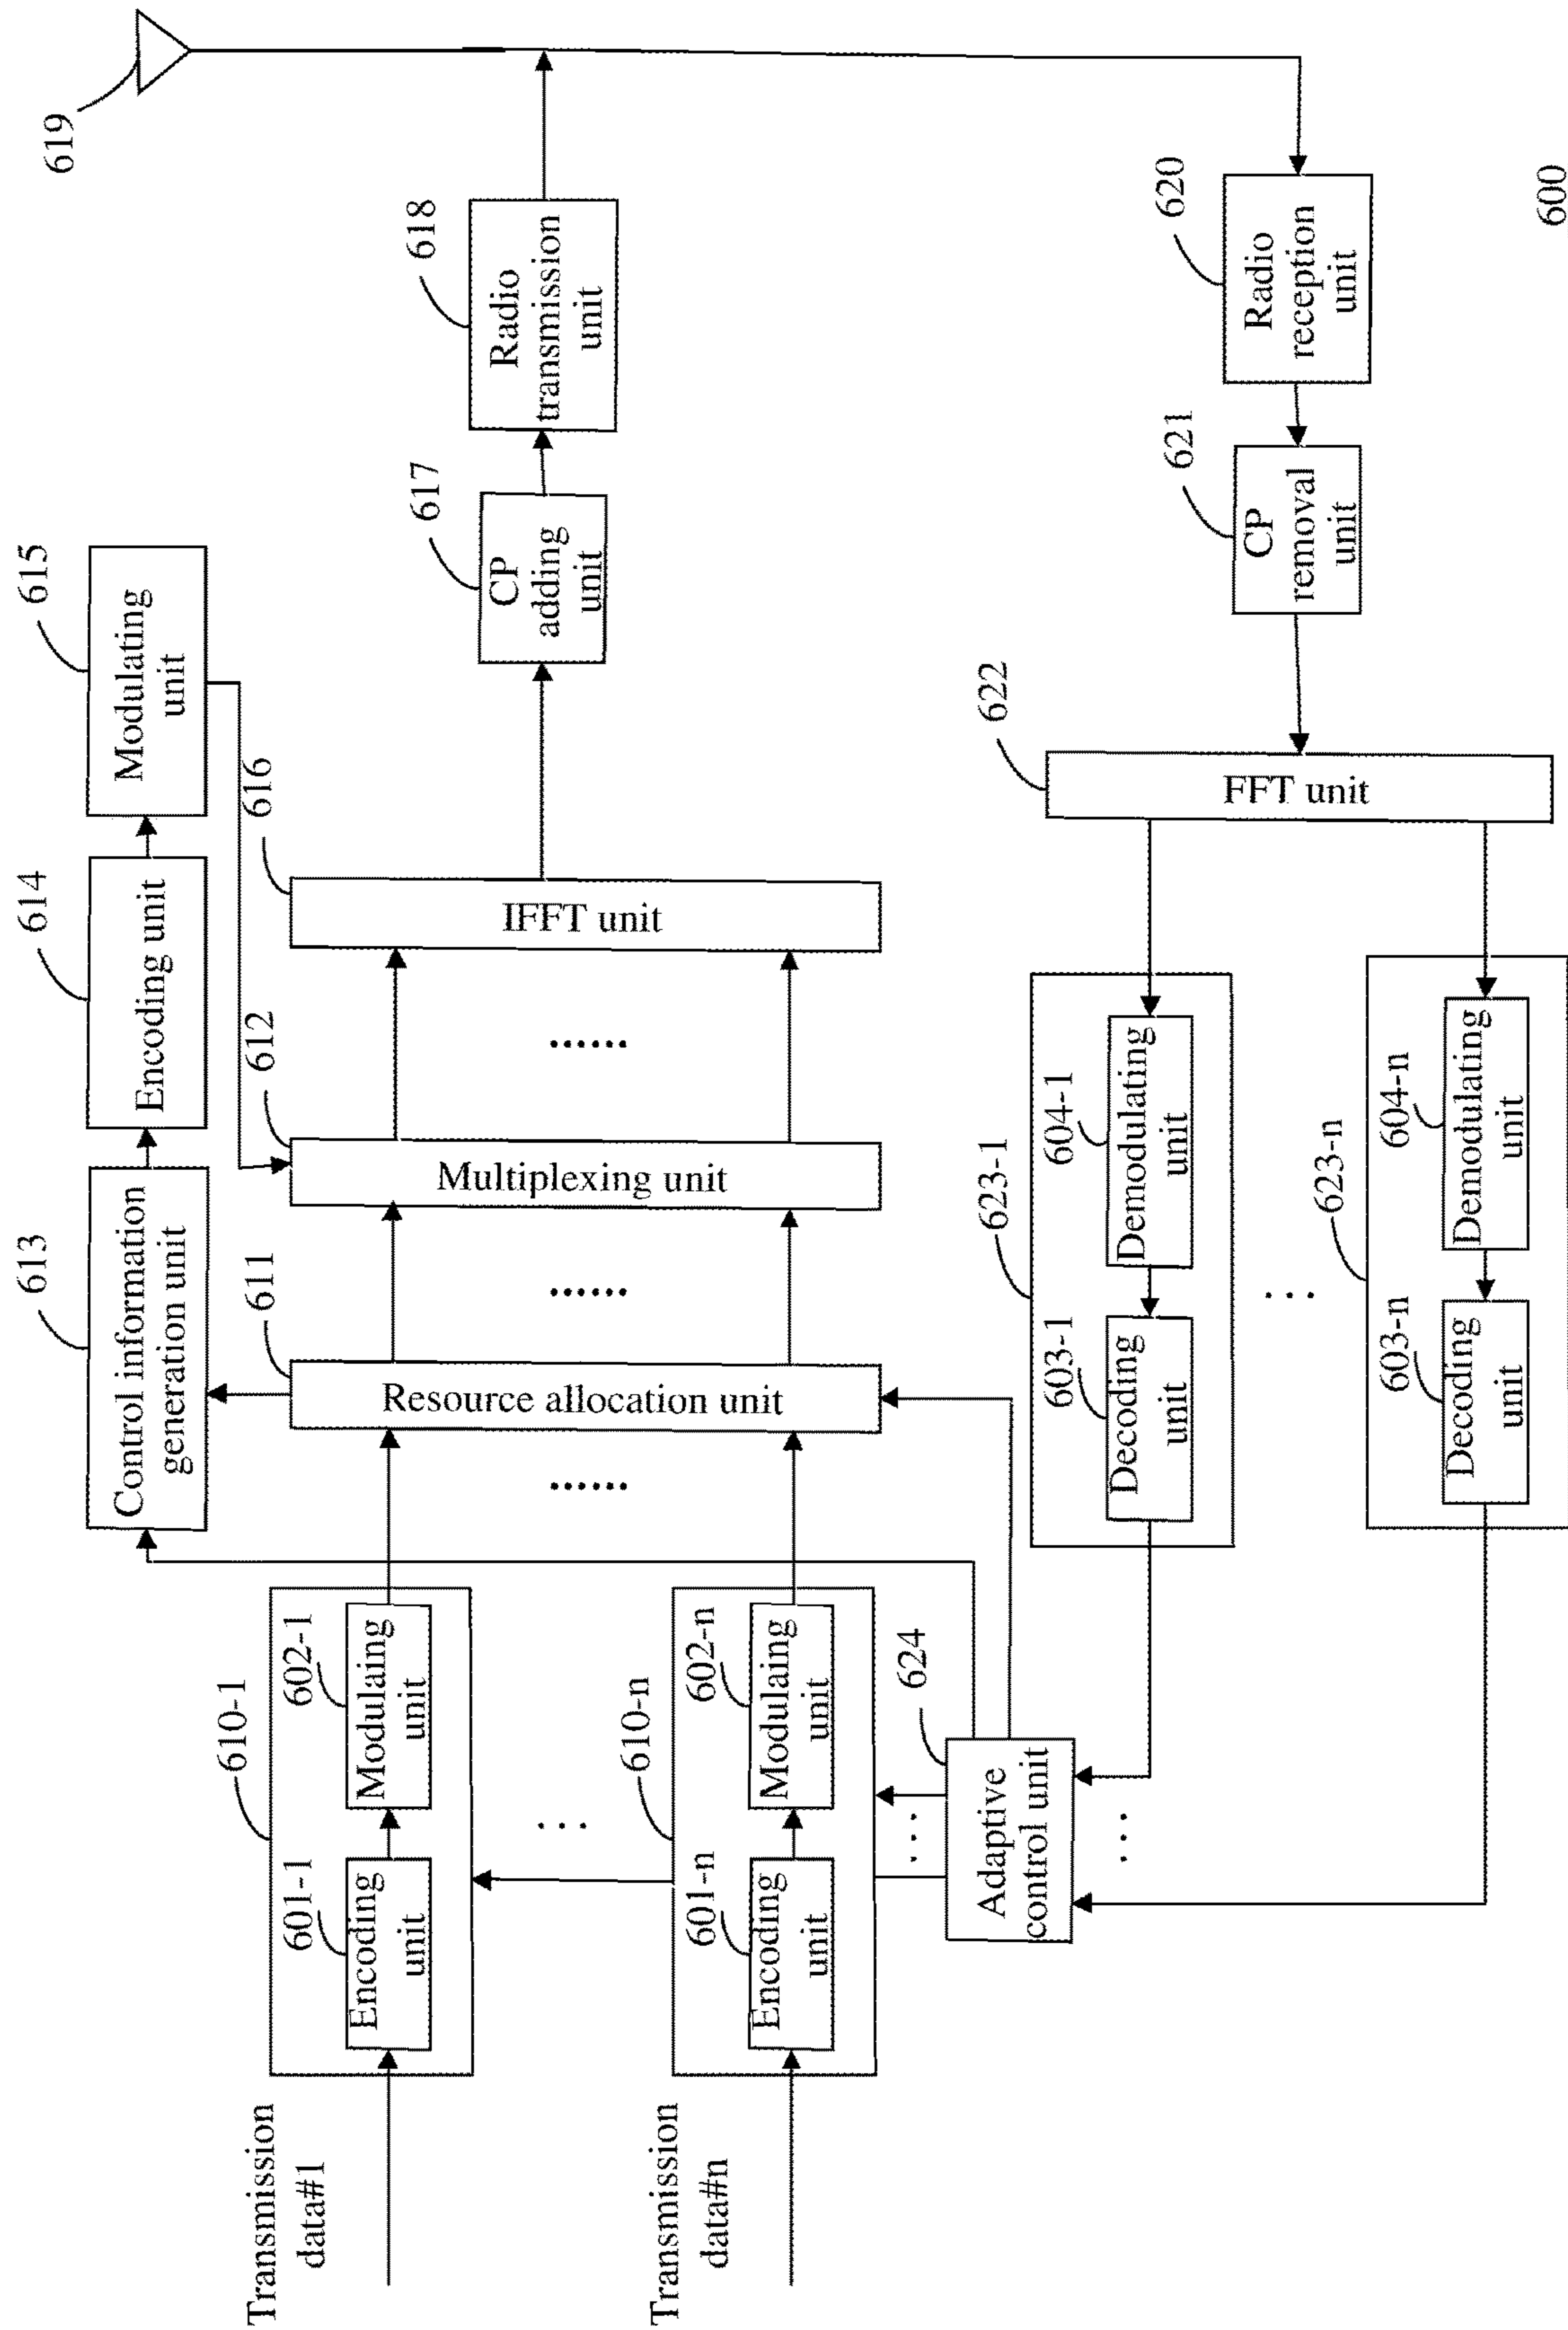 613
Control information
generation unit
614
Encoding unit
615
Modulating
unit
619
610-1
601-1
Encoding
unit
602-1
Modulaing
unit
Transmission
data#1
611
Resource allocation unit
612
Multiplexing unit
616
IFFT unit
617
CP
adding
unit
618
Radio
transmission
unit
......
......
......
...
610-n
601-n
Encoding
unit
602-n
Modulaing
unit
Transmission
data#n
...
624
Adaptive
control unit
...
623-1
603-1
Decoding
unit
604-1
Demodulating
unit
...
623-n
603-n
Decoding
unit
604-n
Demodulating
unit
622
FFT unit
621
CP
removal
unit
620
Radio
reception
unit
600